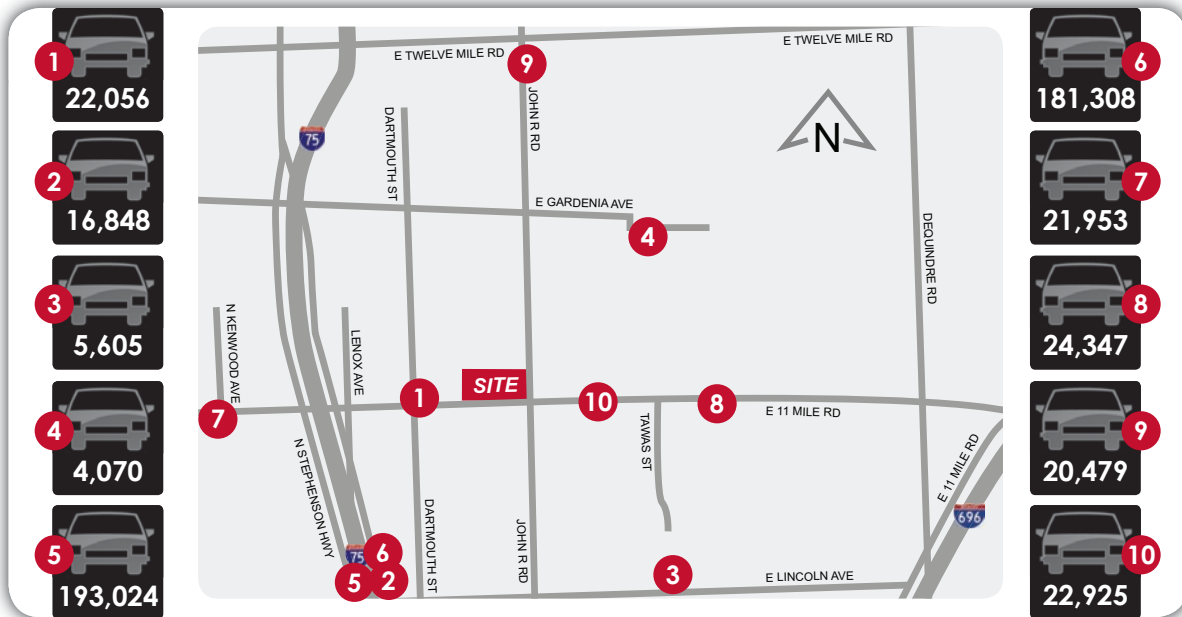 1
22,056
2
16,848
3
5,605
4
4,070
5
193,024
E TWELVE MILE RD
E TWELVE MILE RD
9
JOHN R RD
75
DARTMOUTH ST
N
E GARDENIA AVE
4
DEQUINDRE RD
N KENWOOD AVE
LENOX AVE
SITE
1
10
8
7
E 11 MILE RD
TAWAS ST
N STEPHENSON HWY
E 11 MILE RD
DARTMOUTH ST
JOHN R RD
696
75
6
5
2
3
E LINCOLN AVE
6
181,308
7
21,953
8
24,347
9
20,479
10
22,925